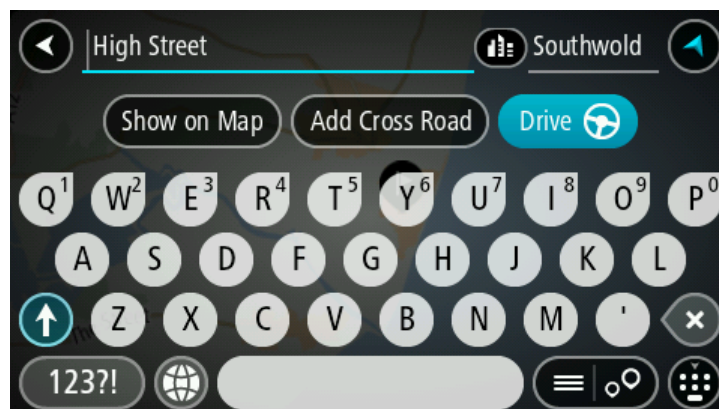 High Street Southwold
Show on Map Add Cross Road Drive
Q1 W2 E3 R4 T5 Y6 U7 I8 O9 P0
A S D F G H J K L
Z X C V B N M '
123?!